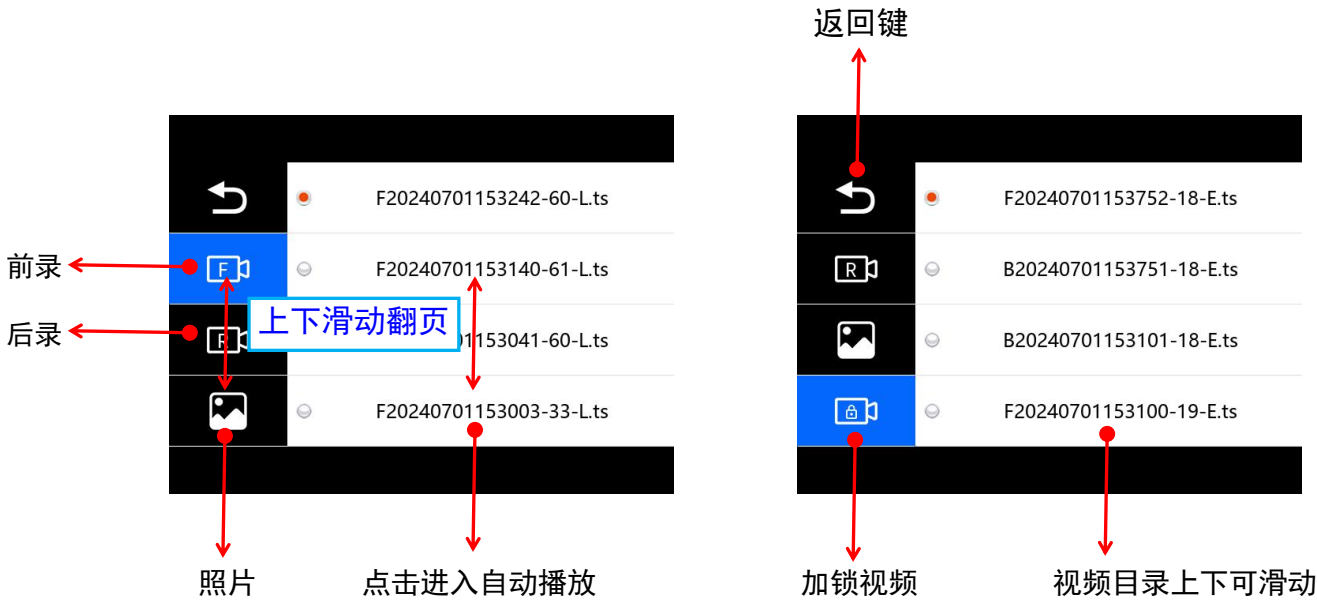 返回键
F20240701153242-60-L.ts
F
F20240701153140-61-L.ts
前录
上下滑动翻页
R
1153041-60-L.ts
后录
F20240701153003-33-L.ts
照片
点击进入自动播放
F20240701153752-18-E.ts
R
B20240701153751-18-E.ts
B20240701153101-18-E.ts
F20240701153100-19-E.ts
加锁视频
视频目录上下可滑动